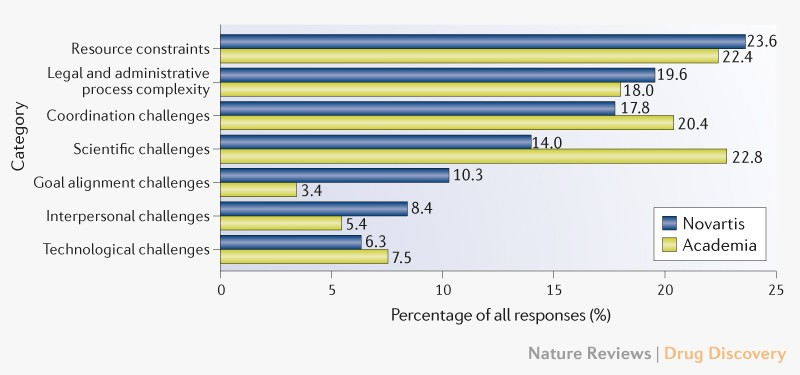 Category
Resource constraints
23.6
22.4
Legal and administrative
process complexity
19.6
18.0
Coordination challenges
17.8
20.4
Scientific challenges
14.0
22.8
Goal alignment challenges
10.3
3.4
Interpersonal challenges
8.4
5.4
Technological challenges
6.3
7.5
Novartis
Academia
0 5 10 15 20 25
Percentage of all responses (%)
Nature Reviews | Drug Discovery